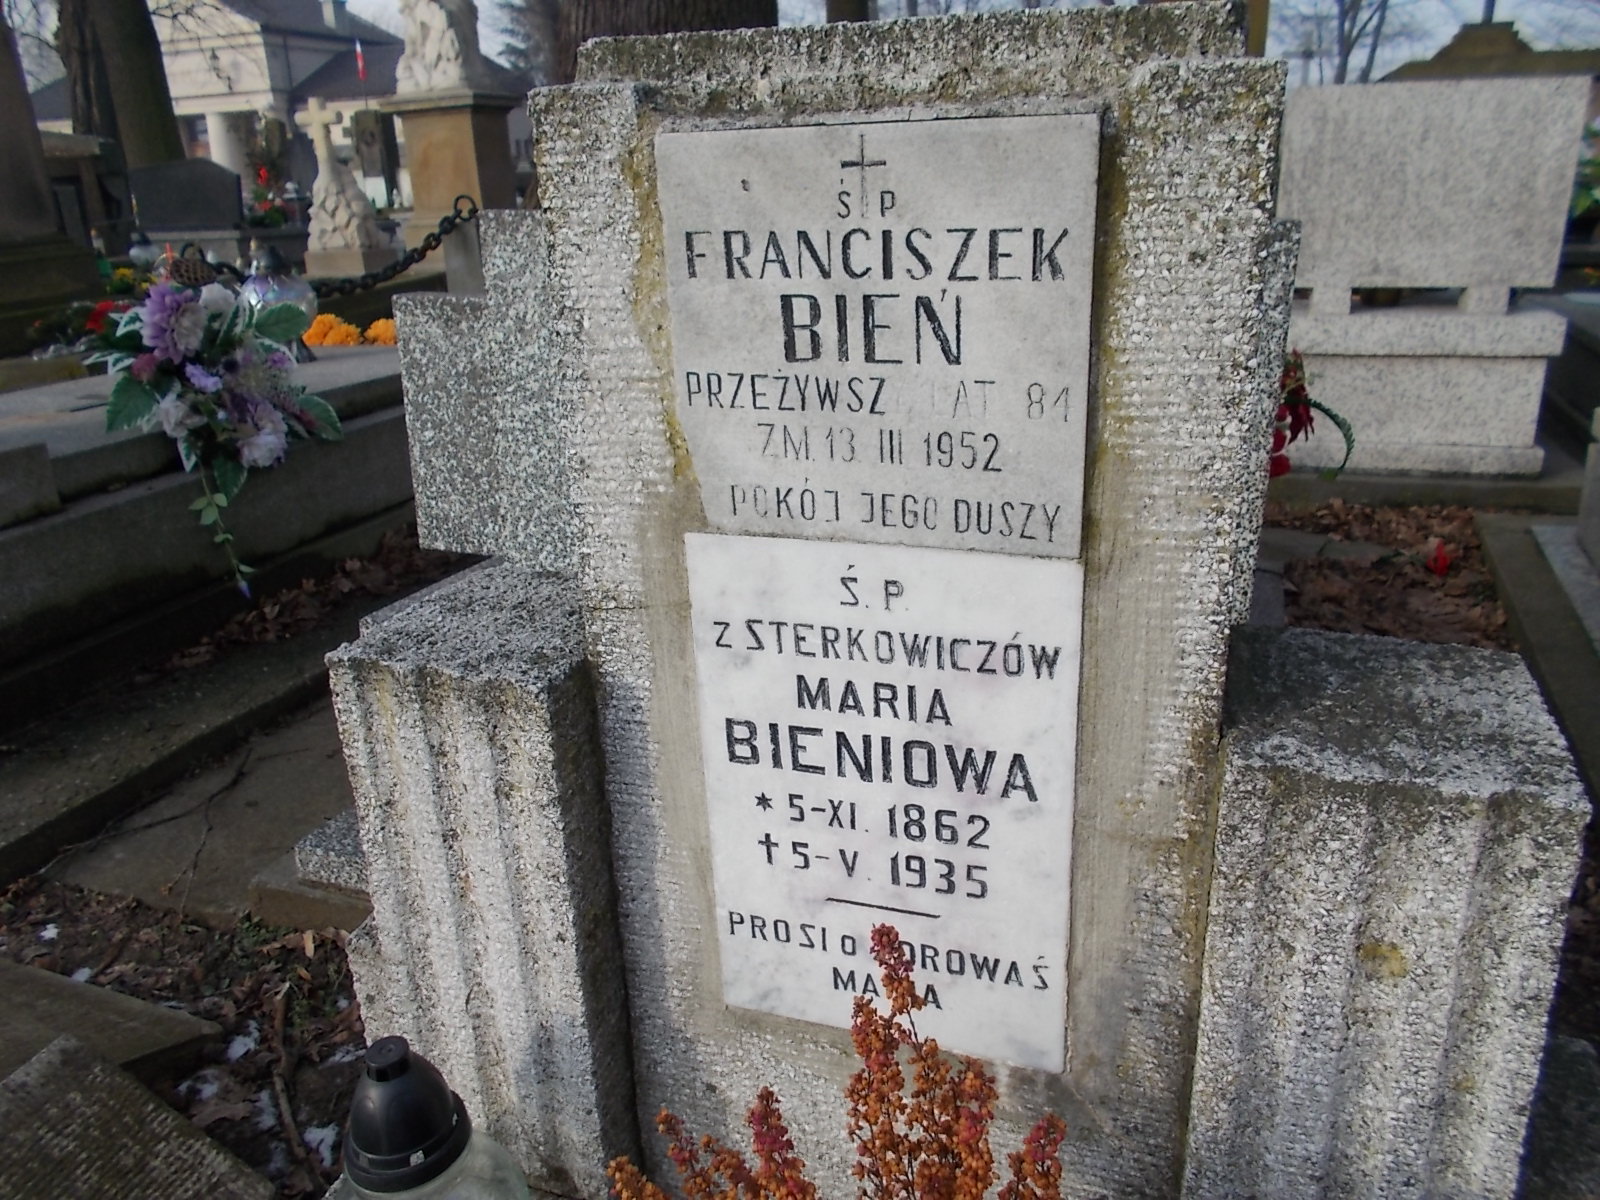 Ś P
FRANCISZEK
BIEŃ
PRZEŻYWSZ LAT 84
ZM. 13 III 1952
POKÓJ JEGO DUSZY
Ś. P.
Z STERKOWICZÓW
MARIA
BIENIOWA
* 5-XI. 1862
† 5-V. 1935
PROSI O